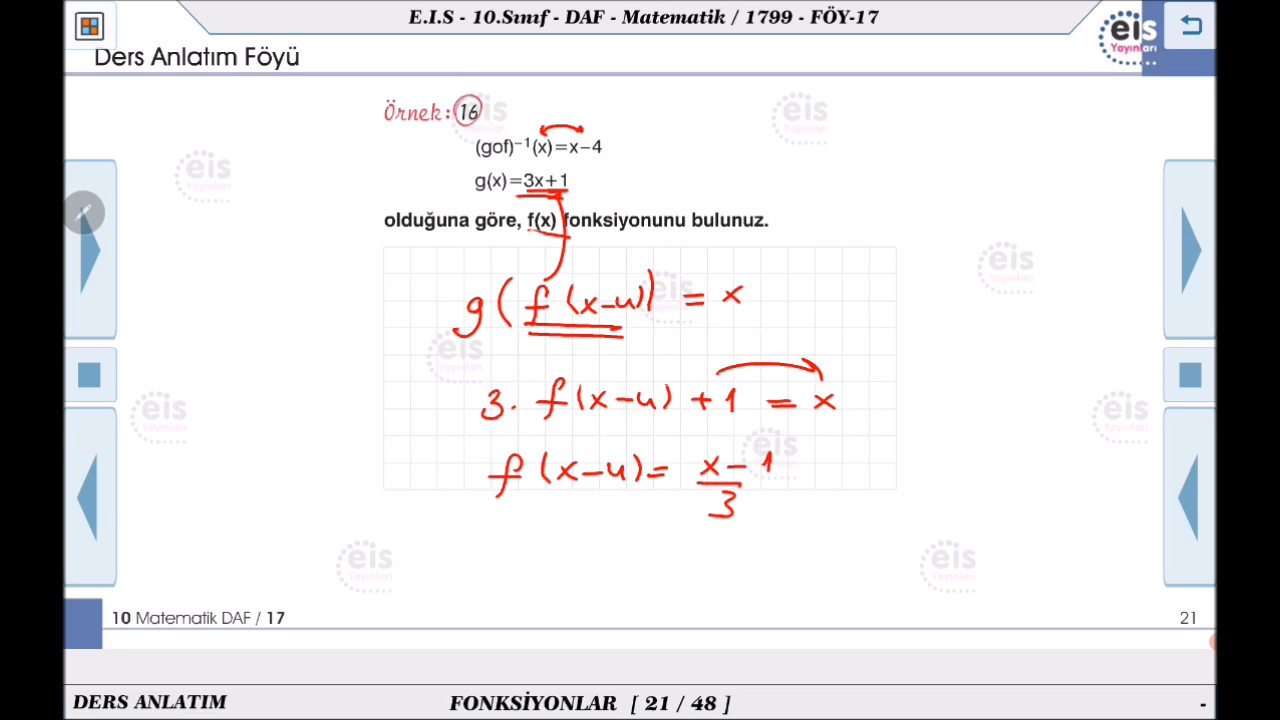 E.I.S - 10.Sınıf - DAF - Matematik / 1799 - FÖY-17
eis
Yayınları
Ders Anlatım Föyü
Örnek: 16
(gof)⁻¹(x)=x−4
g(x)=3x+1
olduğuna göre, f(x) fonksiyonunu bulunuz.
g(f(x-4)) = x
3. f(x-4) + 1 = x
f(x-4) = x-1
3
10 Matematik DAF / 17
21
DERS ANLATIM
FONKSİYONLAR [ 21 / 48 ]
-